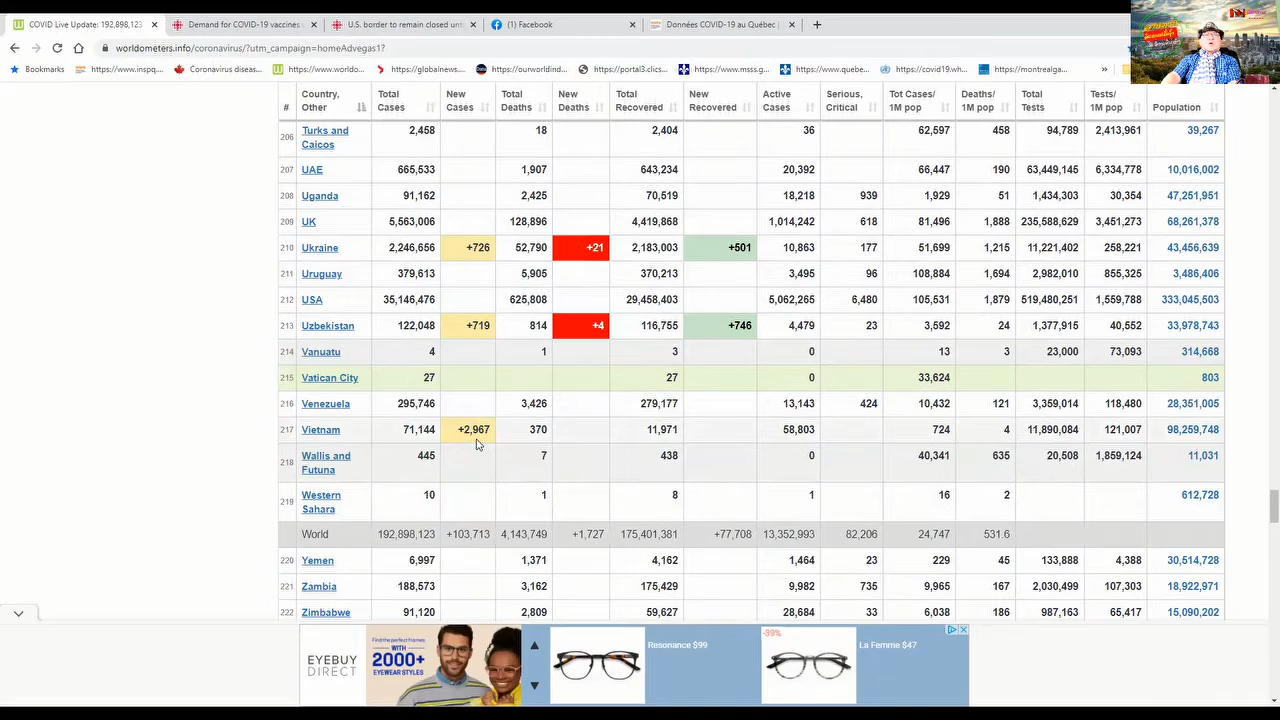 COVID Live Update: 192,898,123 Demand for COVID-19 vaccines U.S. border to remain closed unt (1) Facebook Données COVID-19 au Québec
worldometers.info/coronavirus/?utm_campaign=homeAdvegas1?
Bookmarks https://www.inspq... Coronavirus diseas... https://www.worldo... https://globalnews.... https://ourworldind... https://portal3.clics... https://www.msss.g... https://www.quebe... https://covid19.wh... https://montrealga... »
# Country, Other Total Cases New Cases Total Deaths New Deaths Total Recovered New Recovered Active Cases Serious, Critical Tot Cases/ 1M pop Deaths/ 1M pop Total Tests Tests/ 1M pop Population
206 Turks and Caicos 2,458 18 2,404 36 62,597 458 94,789 2,413,961 39,267
207 UAE 665,533 1,907 643,234 20,392 66,447 190 63,449,145 6,334,778 10,016,002
208 Uganda 91,162 2,425 70,519 18,218 939 1,929 51 1,434,303 30,354 47,251,951
209 UK 5,563,006 128,896 4,419,868 1,014,242 618 81,496 1,888 235,588,629 3,451,273 68,261,378
210 Ukraine 2,246,656 +726 52,790 +21 2,183,003 +501 10,863 177 51,699 1,215 11,221,402 258,221 43,456,639
211 Uruguay 379,613 5,905 370,213 3,495 96 108,884 1,694 2,982,010 855,325 3,486,406
212 USA 35,146,476 625,808 29,458,403 5,062,265 6,480 105,531 1,879 519,480,251 1,559,788 333,045,503
213 Uzbekistan 122,048 +719 814 +4 116,755 +746 4,479 23 3,592 24 1,377,915 40,552 33,978,743
214 Vanuatu 4 1 3 0 13 3 23,000 73,093 314,668
215 Vatican City 27 27 0 33,624 803
216 Venezuela 295,746 3,426 279,177 13,143 424 10,432 121 3,359,014 118,480 28,351,005
217 Vietnam 71,144 +2,967 370 11,971 58,803 724 4 11,890,084 121,007 98,259,748
218 Wallis and Futuna 445 7 438 0 40,341 635 20,508 1,859,124 11,031
219 Western Sahara 10 1 8 1 16 2 612,728
World 192,898,123 +103,713 4,143,749 +1,727 175,401,381 +77,708 13,352,993 82,206 24,747 531.6
220 Yemen 6,997 1,371 4,162 1,464 23 229 45 133,888 4,388 30,514,728
221 Zambia 188,573 3,162 175,429 9,982 735 9,965 167 2,030,499 107,303 18,922,971
222 Zimbabwe 91,120 2,809 59,627 28,684 33 6,038 186 987,163 65,417 15,090,202
EYEBUY
DIRECT
Find the perfect frames
WITH
2000+
EYEWEAR STYLES
Resonance $99
-39%
La Femme $47